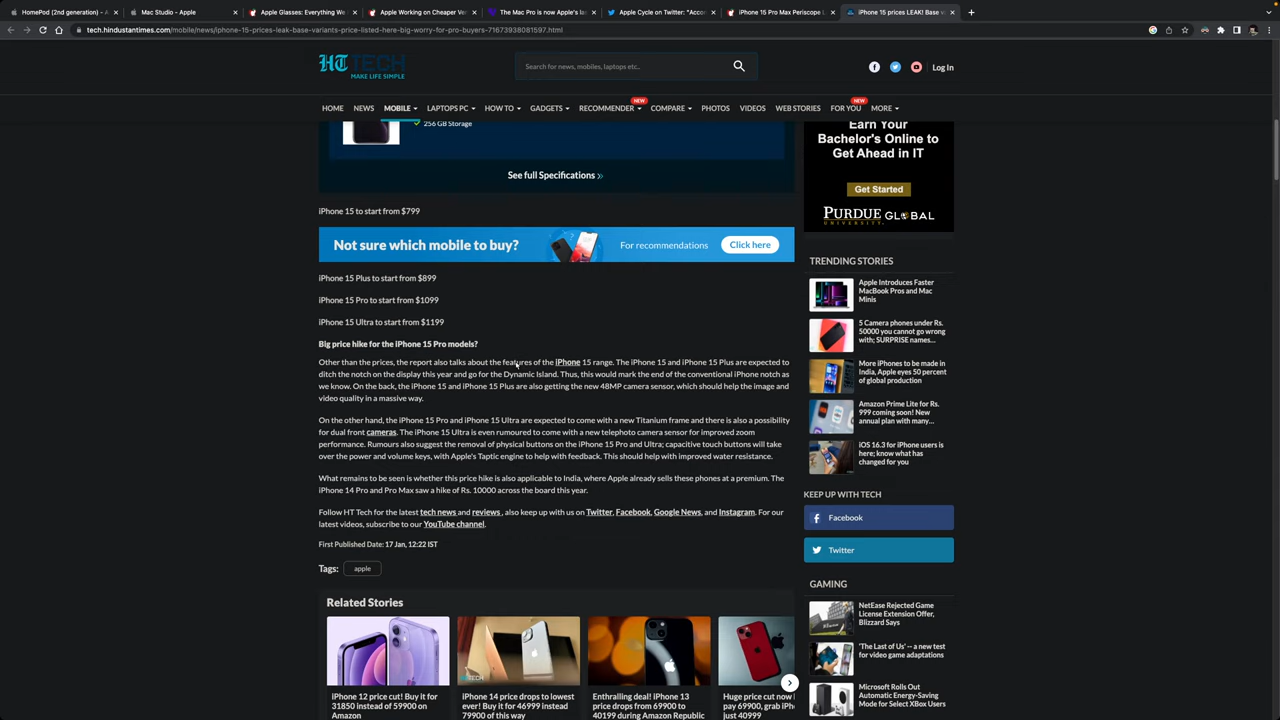 HomePod (2nd generation) - A
Mac Studio - Apple
Apple Glasses: Everything We
Apple Working on Cheaper Ver
The Mac Pro is now Apple's la
Apple Cycle on Twitter: "Acco
iPhone 15 Pro Max Periscope L
iPhone 15 prices LEAK! Base v
tech.hindustantimes.com/mobile/news/iphone-15-prices-leak-base-variants-price-listed-here-big-worry-for-pro-buyers-71673938081597.html
HT TECH
MAKE LIFE SIMPLE
Search for news, mobiles, laptops etc..
Log In
HOME NEWS MOBILE LAPTOPS PC HOW TO GADGETS RECOMMENDER NEW COMPARE PHOTOS VIDEOS WEB STORIES FOR YOU NEW MORE
256 GB Storage
See full Specifications »
iPhone 15 to start from $799
Not sure which mobile to buy? For recommendations Click here
iPhone 15 Plus to start from $899
iPhone 15 Pro to start from $1099
iPhone 15 Ultra to start from $1199
Big price hike for the iPhone 15 Pro models?
Other than the prices, the report also talks about the features of the iPhone 15 range. The iPhone 15 and iPhone 15 Plus are expected to
ditch the notch on the display this year and go for the Dynamic Island. Thus, this would mark the end of the conventional iPhone notch as
we know. On the back, the iPhone 15 and iPhone 15 Plus are also getting the new 48MP camera sensor, which should help the image and
video quality in a massive way.
On the other hand, the iPhone 15 Pro and iPhone 15 Ultra are expected to come with a new Titanium frame and there is also a possibility
for dual front cameras. The iPhone 15 Ultra is even rumoured to come with a new telephoto camera sensor for improved zoom
performance. Rumours also suggest the removal of physical buttons on the iPhone 15 Pro and Ultra; capacitive touch buttons will take
over the power and volume keys, with Apple's Taptic engine to help with feedback. This should help with improved water resistance.
What remains to be seen is whether this price hike is also applicable to India, where Apple already sells these phones at a premium. The
iPhone 14 Pro and Pro Max saw a hike of Rs. 10000 across the board this year.
Follow HT Tech for the latest tech news and reviews , also keep up with us on Twitter, Facebook, Google News, and Instagram. For our
latest videos, subscribe to our YouTube channel.
First Published Date: 17 Jan, 12:22 IST
Tags: apple
Related Stories
HTTECH
iPhone 12 price cut! Buy it for
31850 instead of 59900 on
Amazon
iPhone 14 price drops to lowest
ever! Buy it for 46999 instead
79900 of this way
Enthralling deal! iPhone 13
price drops from 69900 to
40199 during Amazon Republic
Huge price cut now i
pay 69900, grab iPh
just 40999
Earn Your
Bachelor's Online to
Get Ahead in IT
Get Started
PURDUE GLOBAL
UNIVERSITY
TRENDING STORIES
Apple Introduces Faster
MacBook Pros and Mac
Minis
5 Camera phones under Rs.
50000 you cannot go wrong
with; SURPRISE names...
More iPhones to be made in
India, Apple eyes 50 percent
of global production
Amazon Prime Lite for Rs.
999 coming soon! New
annual plan with many...
iOS 16.3 for iPhone users is
here; know what has
changed for you
KEEP UP WITH TECH
Facebook
Twitter
GAMING
NetEase Rejected Game
License Extension Offer,
Blizzard Says
'The Last of Us' -- a new test
for video game adaptations
Microsoft Rolls Out
Automatic Energy-Saving
Mode for Select XBox Users